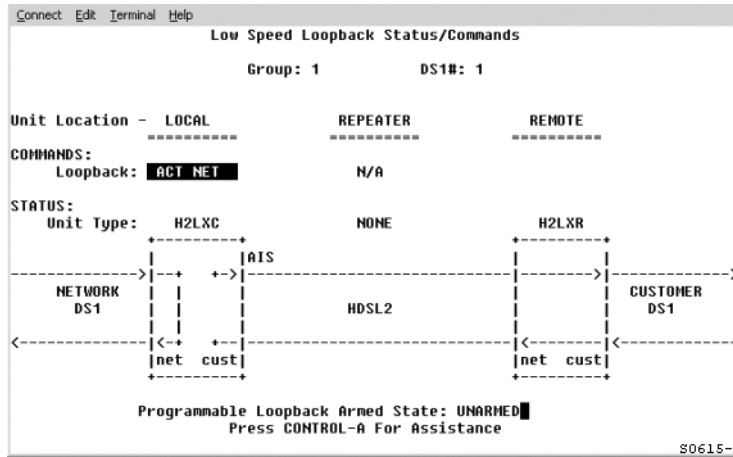 Connect Edit Terminal Help
Low Speed Loopback Status/Commands
Group: 1 DS1#: 1
Unit Location - LOCAL REPEATER REMOTE
========== ========== ==========
COMMANDS:
Loopback: ACT NET N/A
STATUS:
Unit Type: H2LXC NONE H2LXR
AIS
NETWORK HDSL2 CUSTOMER
DS1 DS1
net cust net cust
Programmable Loopback Armed State: UNARMED
Press CONTROL-A For Assistance
S0615-